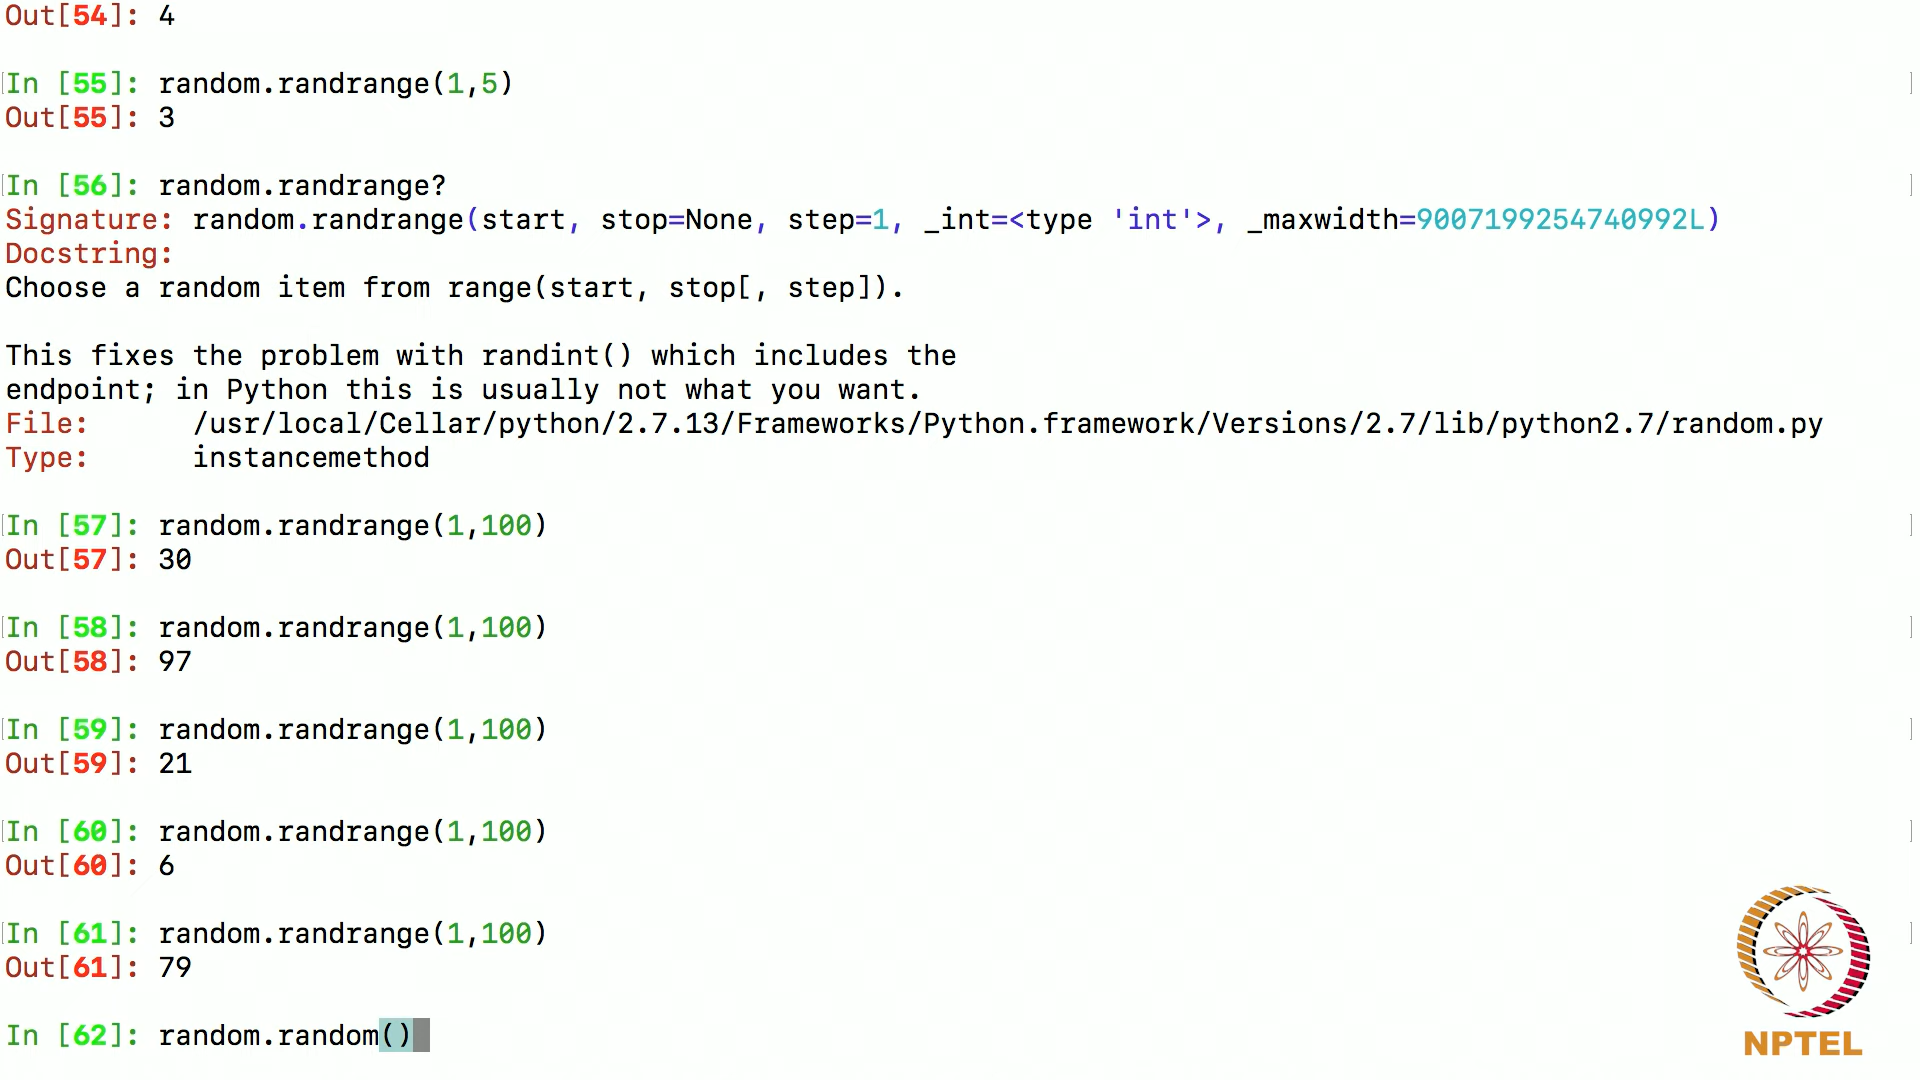 Out[54]: 4
In [55]: random.randrange(1,5)
Out[55]: 3
In [56]: random.randrange?
Signature: random.randrange(start, stop=None, step=1, _int=<type 'int'>, _maxwidth=9007199254740992L)
Docstring:
Choose a random item from range(start, stop[, step]).
This fixes the problem with randint() which includes the
endpoint; in Python this is usually not what you want.
File:      /usr/local/Cellar/python/2.7.13/Frameworks/Python.framework/Versions/2.7/lib/python2.7/random.py
Type:      instancemethod
In [57]: random.randrange(1,100)
Out[57]: 30
In [58]: random.randrange(1,100)
Out[58]: 97
In [59]: random.randrange(1,100)
Out[59]: 21
In [60]: random.randrange(1,100)
Out[60]: 6
In [61]: random.randrange(1,100)
Out[61]: 79
In [62]: random.random()
NPTEL